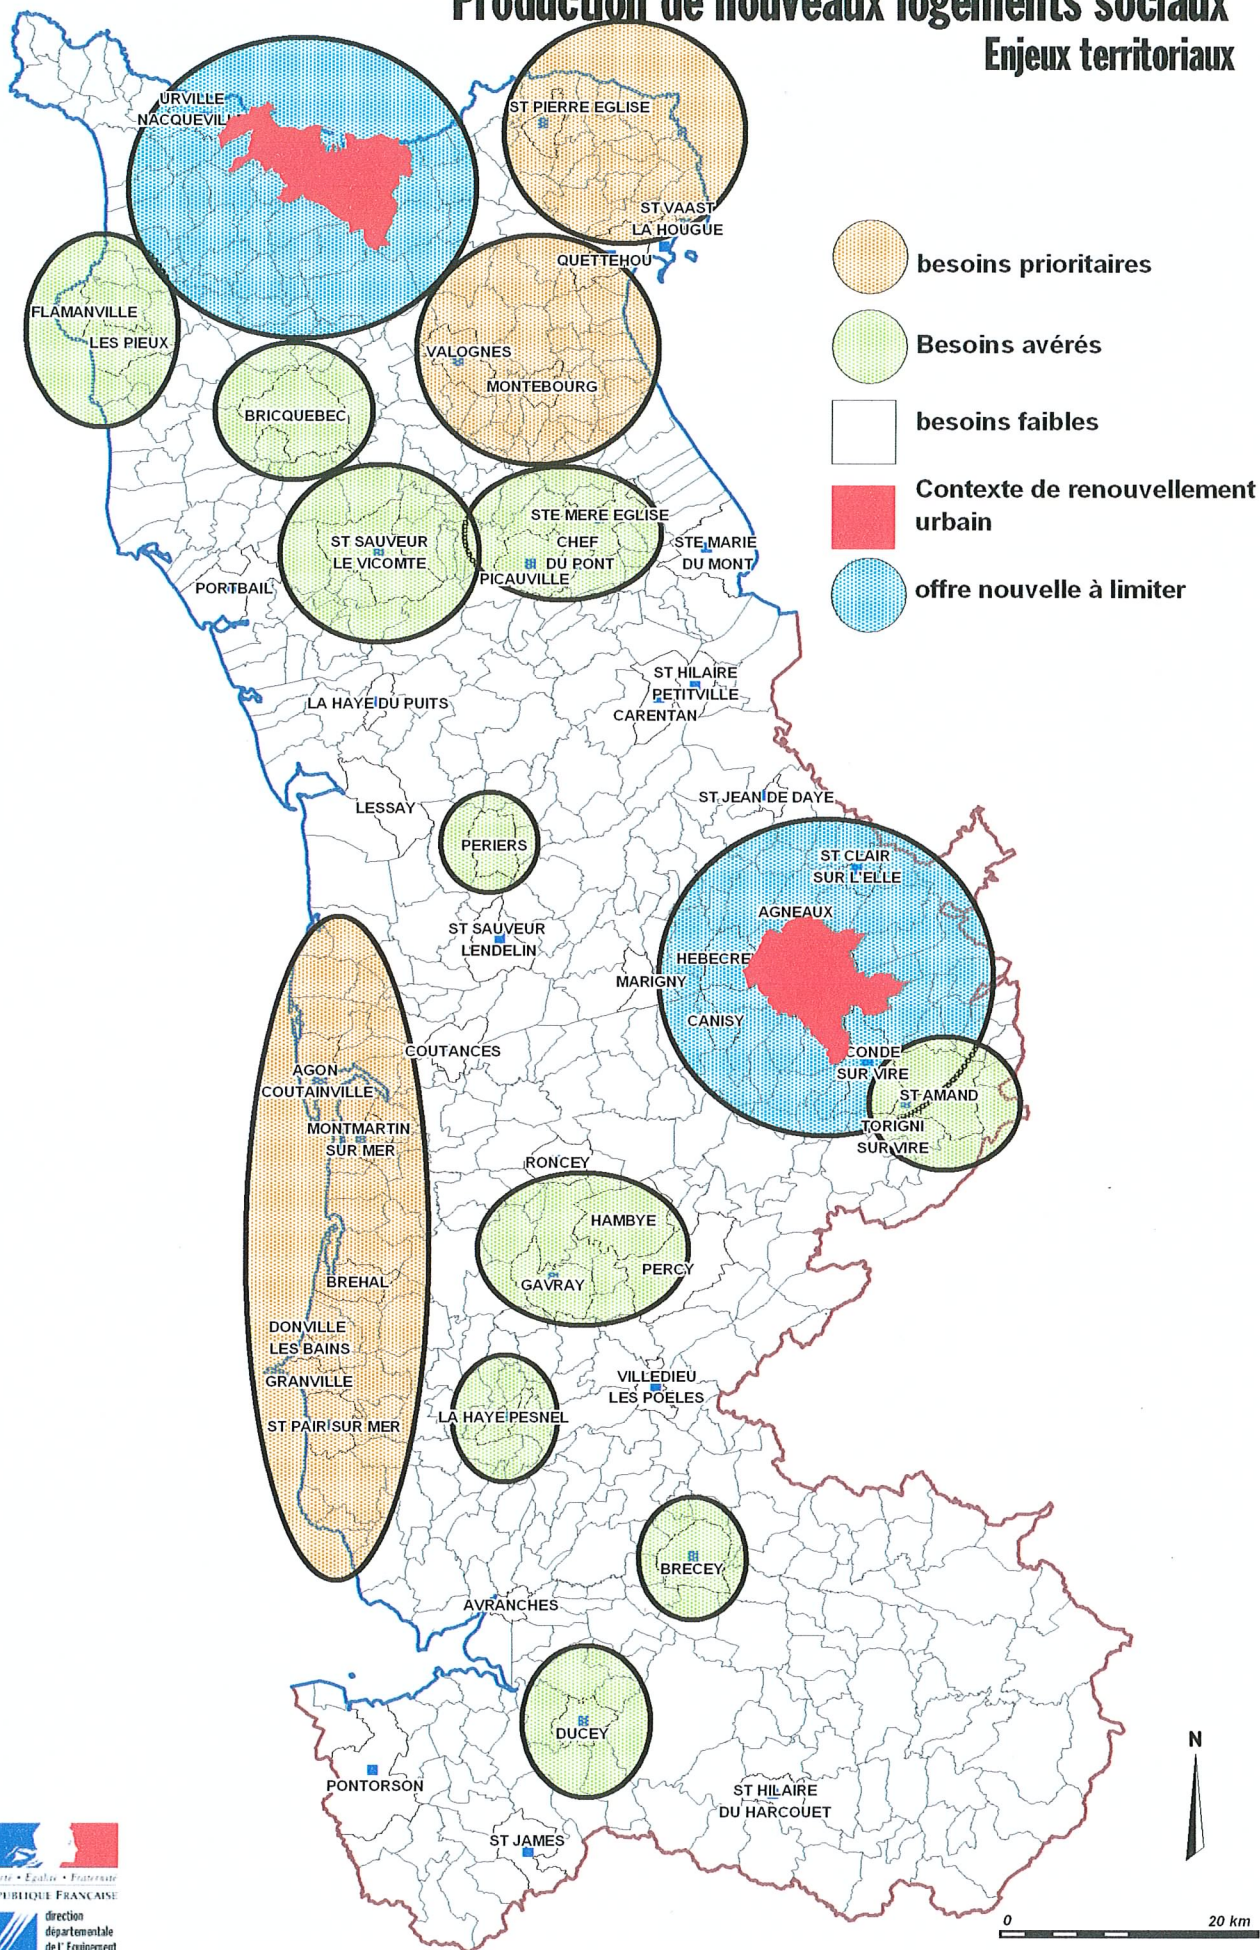 Production de nouveaux logements sociaux
Enjeux territoriaux
URVILLE
ST PIERRE EGLISE
ST VAAST
LA HOUGUE
QUETTEHOU
besoins prioritaires
FLAMANVILLE
LES PIEUX
VALOGNES
MONTEBOURG
Besoins avérés
BRICQUEBEC
besoins faibles
Contexte de renouvellement
urbain
STE MERE EGLISE
ST SAUVEUR
LE VICOMTE
CHEF
DU PONT
STE MARIE
DU MONT
PICAUVILLE
PORTBAIL
offre nouvelle à limiter
ST HILAIRE
PETITVILLE
LA HAYE DU PUITS
CARENTAN
ST JEAN DE DAYE
LESSAY
PERIERS
ST CLAIR
SUR L'ELLE
AGNEAUX
ST SAUVEUR
LENDELIN
HEBECRE
MARIGNY
CANISY
COUTANCES
CONDE
SUR VIRE
AGON
COUTAINVILLE
ST AMAND
MONTMARTIN
SUR MER
TORIGNI
SUR VIRE
RONCEY
HAMBYE
PERCY
GAVRAY
BREHAL
DONVILLE
LES BAINS
GRANVILLE
VILLEDIEU
LES POELES
ST PAIR SUR MER
LA HAYE PESNEL
BRECEY
AVRANCHES
DUCEY
N
PONTORSON
ST HILAIRE
DU HARCOUET
ST JAMES
Egalité • Fraternité
RÉPUBLIQUE FRANÇAISE
direction
départementale
de l'Equipement
0 20 km